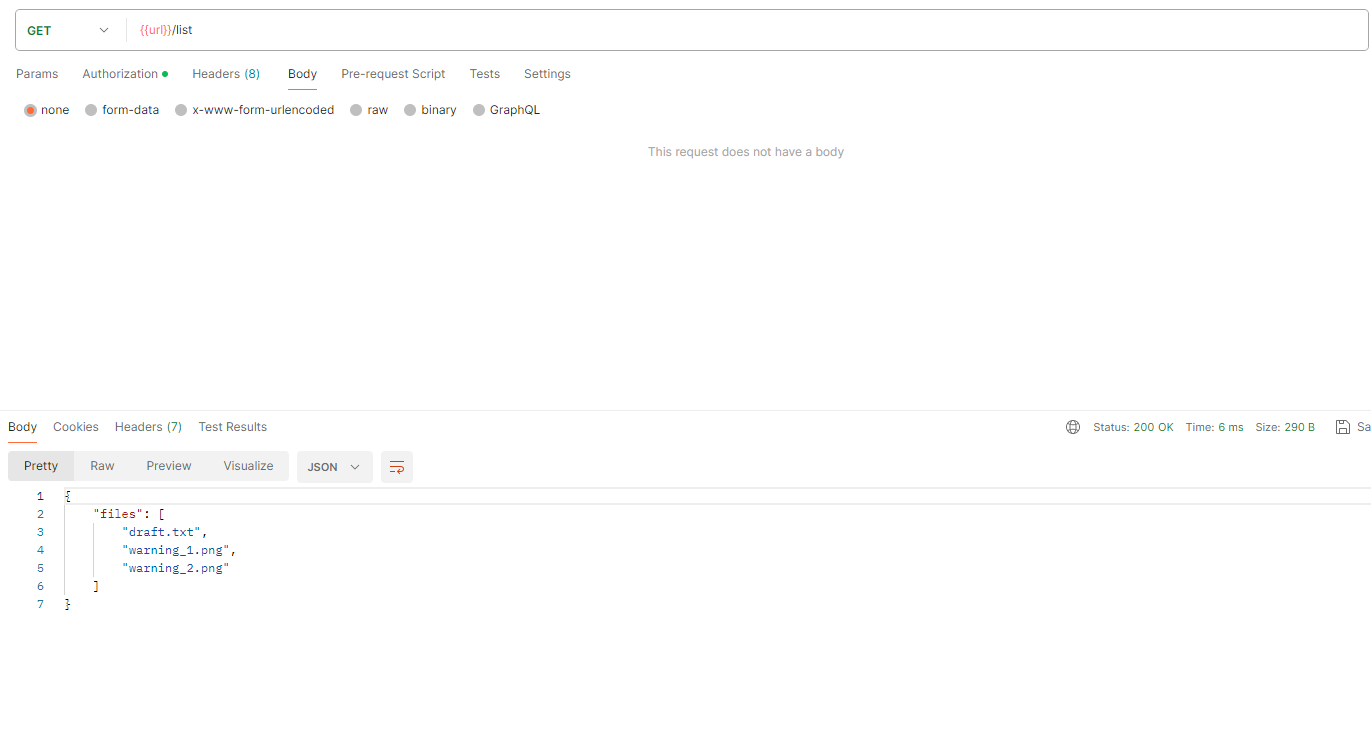 GET {{url}}/list
Params Authorization Headers (8) Body Pre-request Script Tests Settings
none form-data x-www-form-urlencoded raw binary GraphQL
This request does not have a body
Body Cookies Headers (7) Test Results Status: 200 OK Time: 6 ms Size: 290 B Sa
Pretty Raw Preview Visualize JSON
1 {
2 "files": [
3 "draft.txt",
4 "warning_1.png",
5 "warning_2.png"
6 ]
7 }